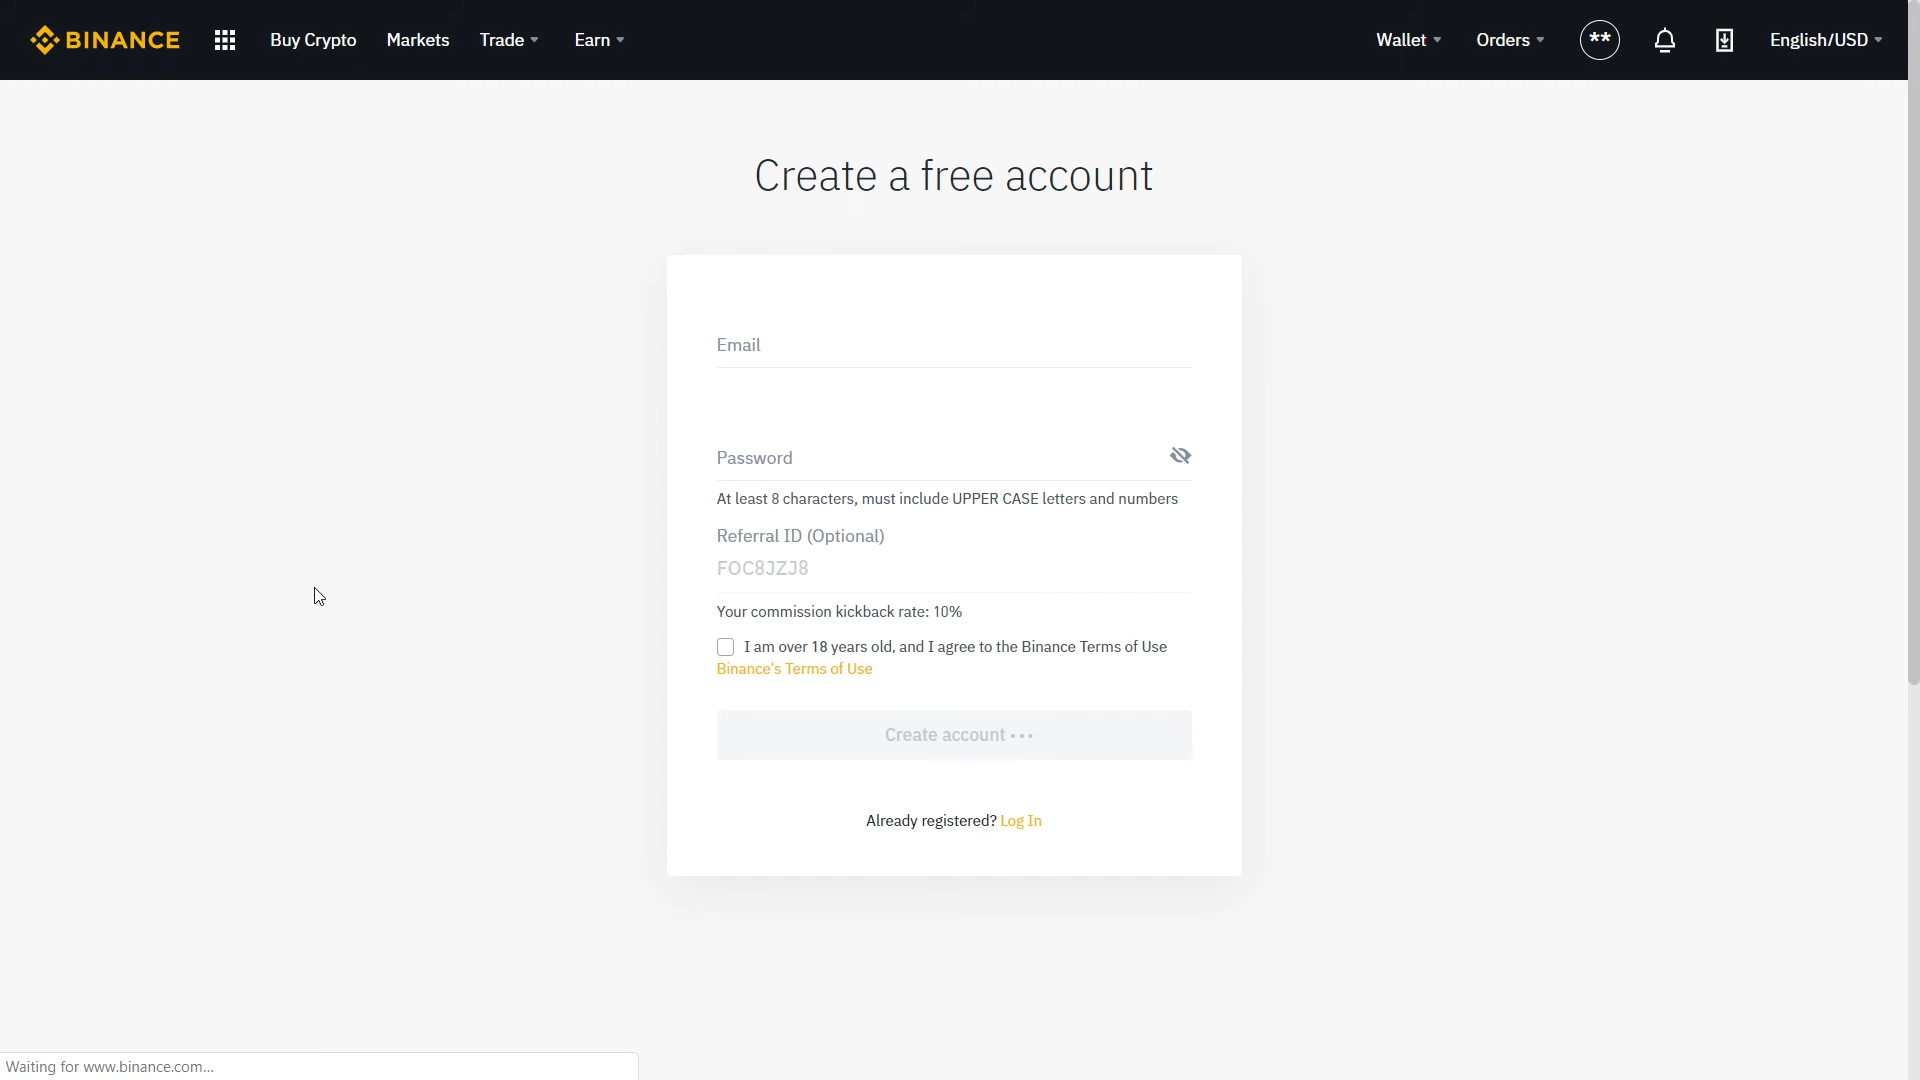 BINANCE
Buy Crypto
Markets
Trade
Earn
Wallet
Orders
**
English/USD
Create a free account
Email
Password
At least 8 characters, must include UPPER CASE letters and numbers
Referral ID (Optional)
FOC8JZJ8
Your commission kickback rate: 10%
I am over 18 years old, and I agree to the Binance Terms of Use
Binance's Terms of Use
Create account •••
Already registered? Log In
Waiting for www.binance.com...